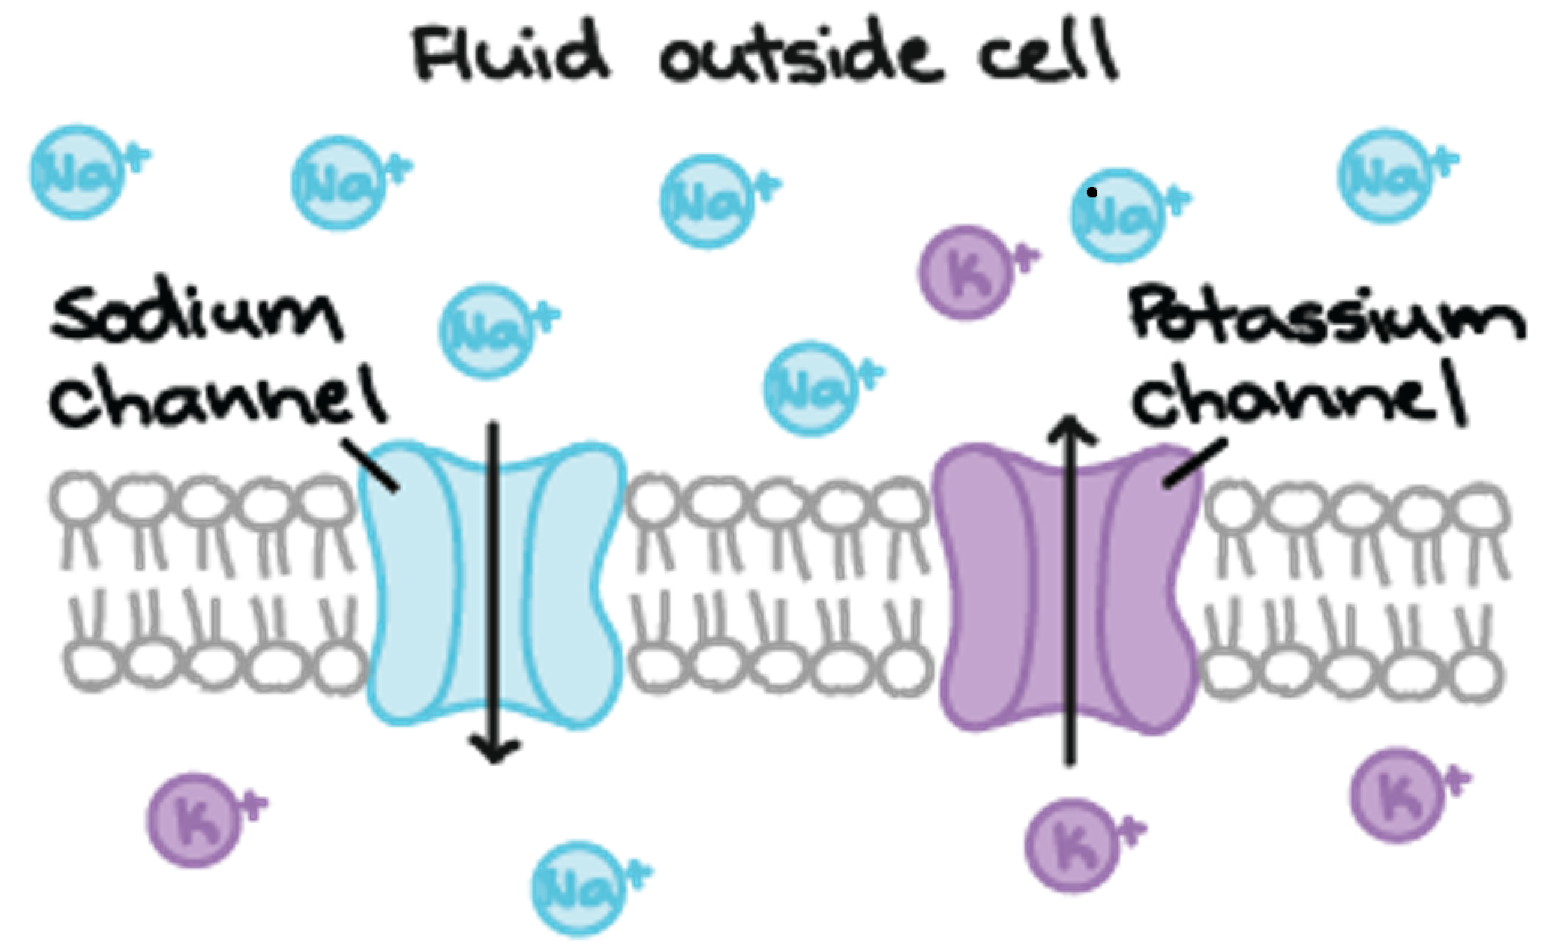 Fluid outside cell
Na+
Na+
Na+
Na+
Na+
K+
Sodium
channel
Na+
Na+
Potassium
channel
K+
Na+
K+
K+